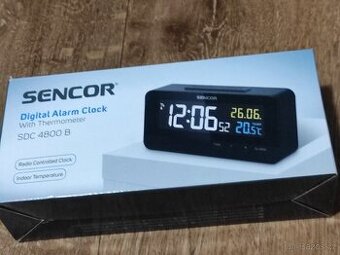 SENCOR®
Digital Alarm Clock
With Thermometer
SDC 4800 B
Radio Controlled Clock
Indoor Temperature
SENCOR
12:06 52
26.06.
20.5°C